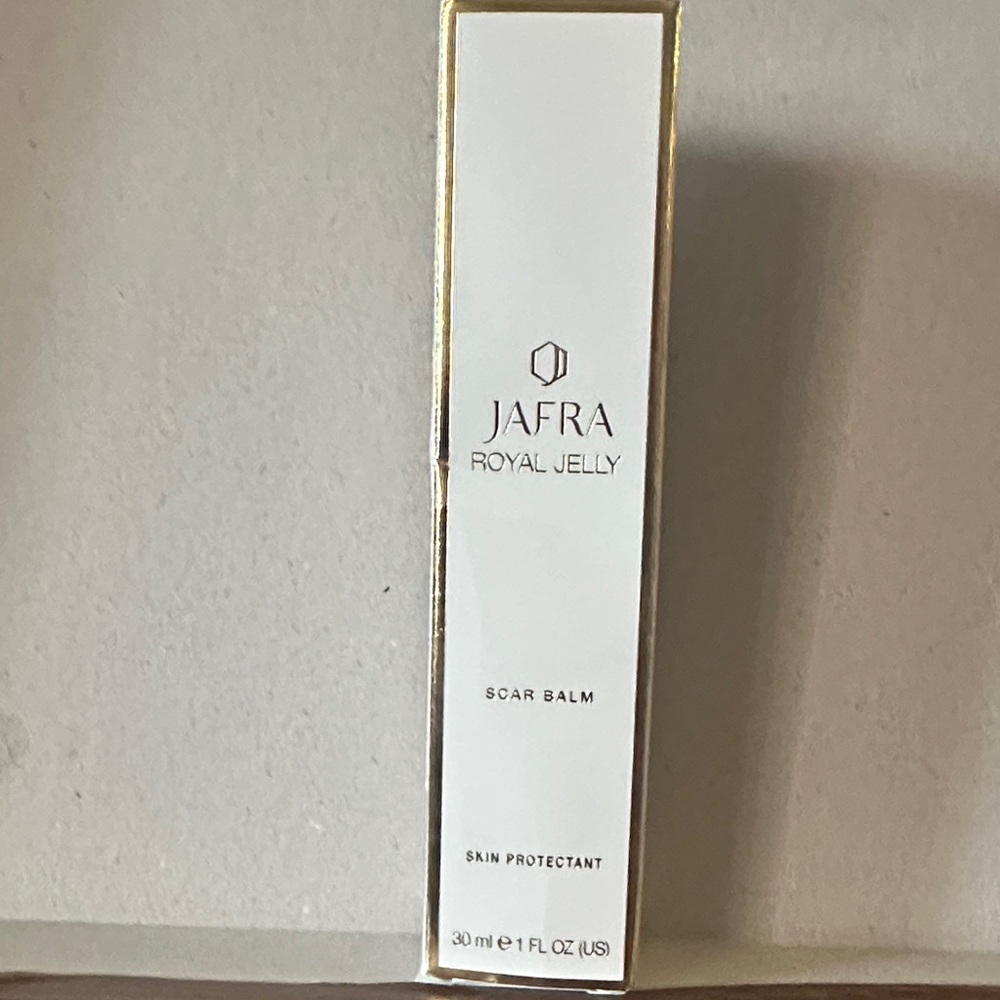 JAFRA
ROYAL JELLY
SCAR BALM
SKIN PROTECTANT
30 ml ℮ 1 FL OZ (US)